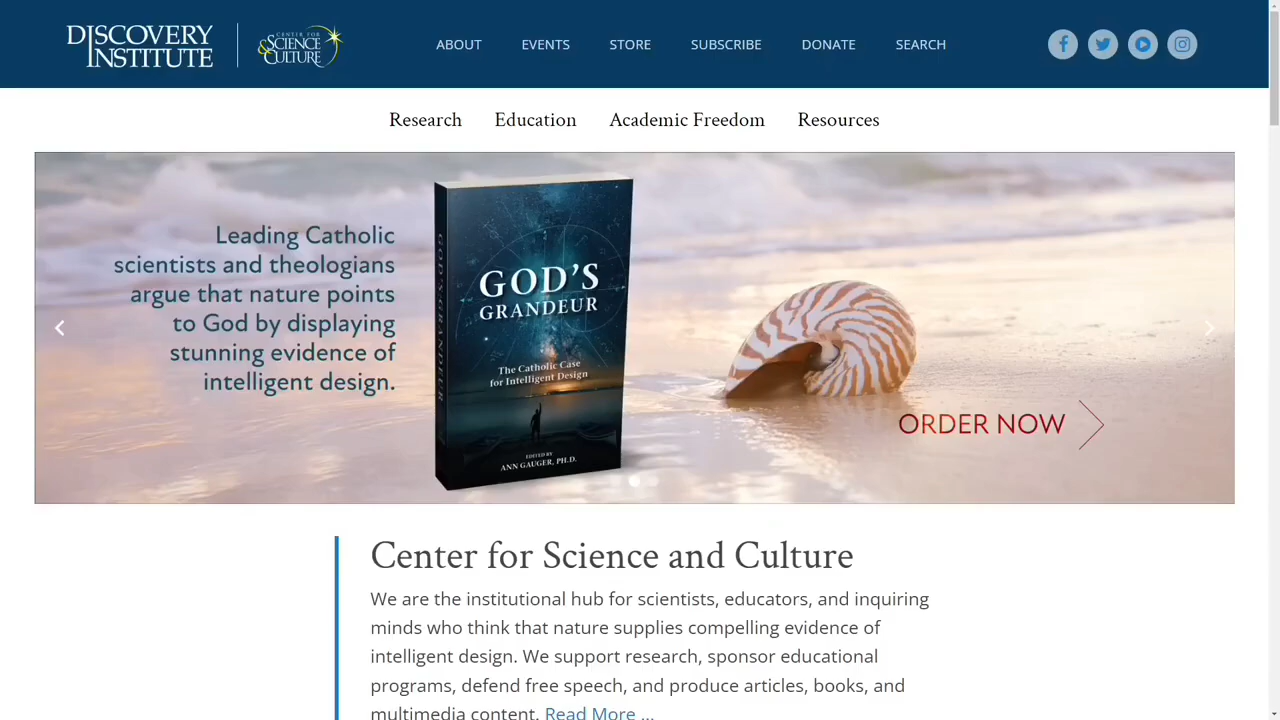 DISCOVERY
INSTITUTE
CENTER FOR
SCIENCE
& CULTURE
ABOUT
EVENTS
STORE
SUBSCRIBE
DONATE
SEARCH
Research
Education
Academic Freedom
Resources
Leading Catholic
scientists and theologians
argue that nature points
to God by displaying
stunning evidence of
intelligent design.
GOD'S GRANDEUR
GOD'S
GRANDEUR
The Catholic Case
for Intelligent Design
EDITED BY
ANN GAUGER, PH.D.
ORDER NOW
Center for Science and Culture
We are the institutional hub for scientists, educators, and inquiring
minds who think that nature supplies compelling evidence of
intelligent design. We support research, sponsor educational
programs, defend free speech, and produce articles, books, and
multimedia content. Read More ...